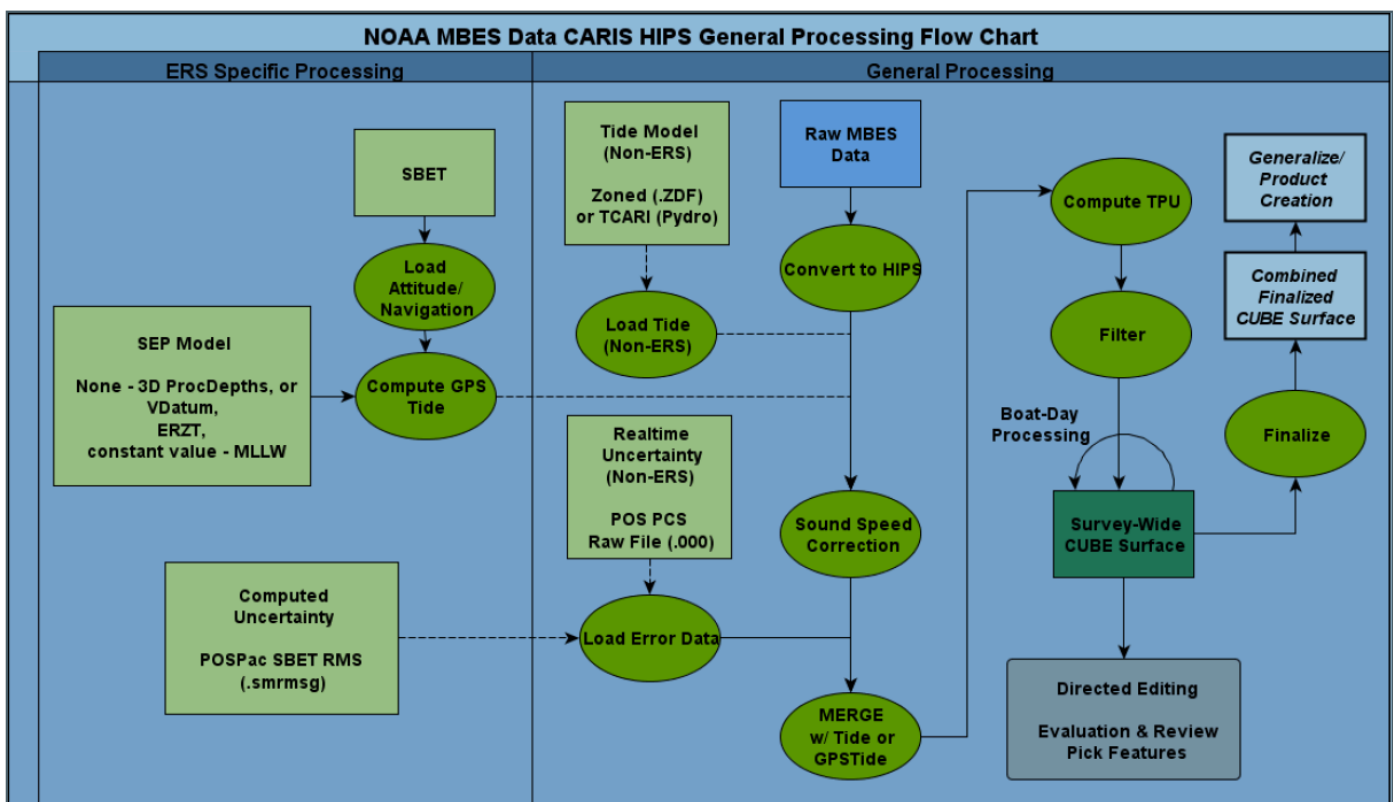 NOAA MBES Data CARIS HIPS General Processing Flow Chart
ERS Specific Processing
General Processing
SBET
Load
Attitude/
Navigation
SEP Model
None - 3D ProcDepths, or
VDatum,
ERZT,
constant value - MLLW
Compute GPS
Tide
Computed
Uncertainty
POSPac SBET RMS
(.smrmsg)
Tide Model
(Non-ERS)
Zoned (.ZDF)
or TCARI (Pydro)
Load Tide
(Non-ERS)
Realtime
Uncertainty
(Non-ERS)
POS PCS
Raw File (.000)
Load Error Data
Raw MBES
Data
Convert to HIPS
Sound Speed
Correction
MERGE
w/ Tide or
GPSTide
Compute TPU
Filter
Boat-Day
Processing
Survey-Wide
CUBE Surface
Directed Editing
Evaluation & Review
Pick Features
Generalize/
Product
Creation
Combined
Finalized
CUBE Surface
Finalize